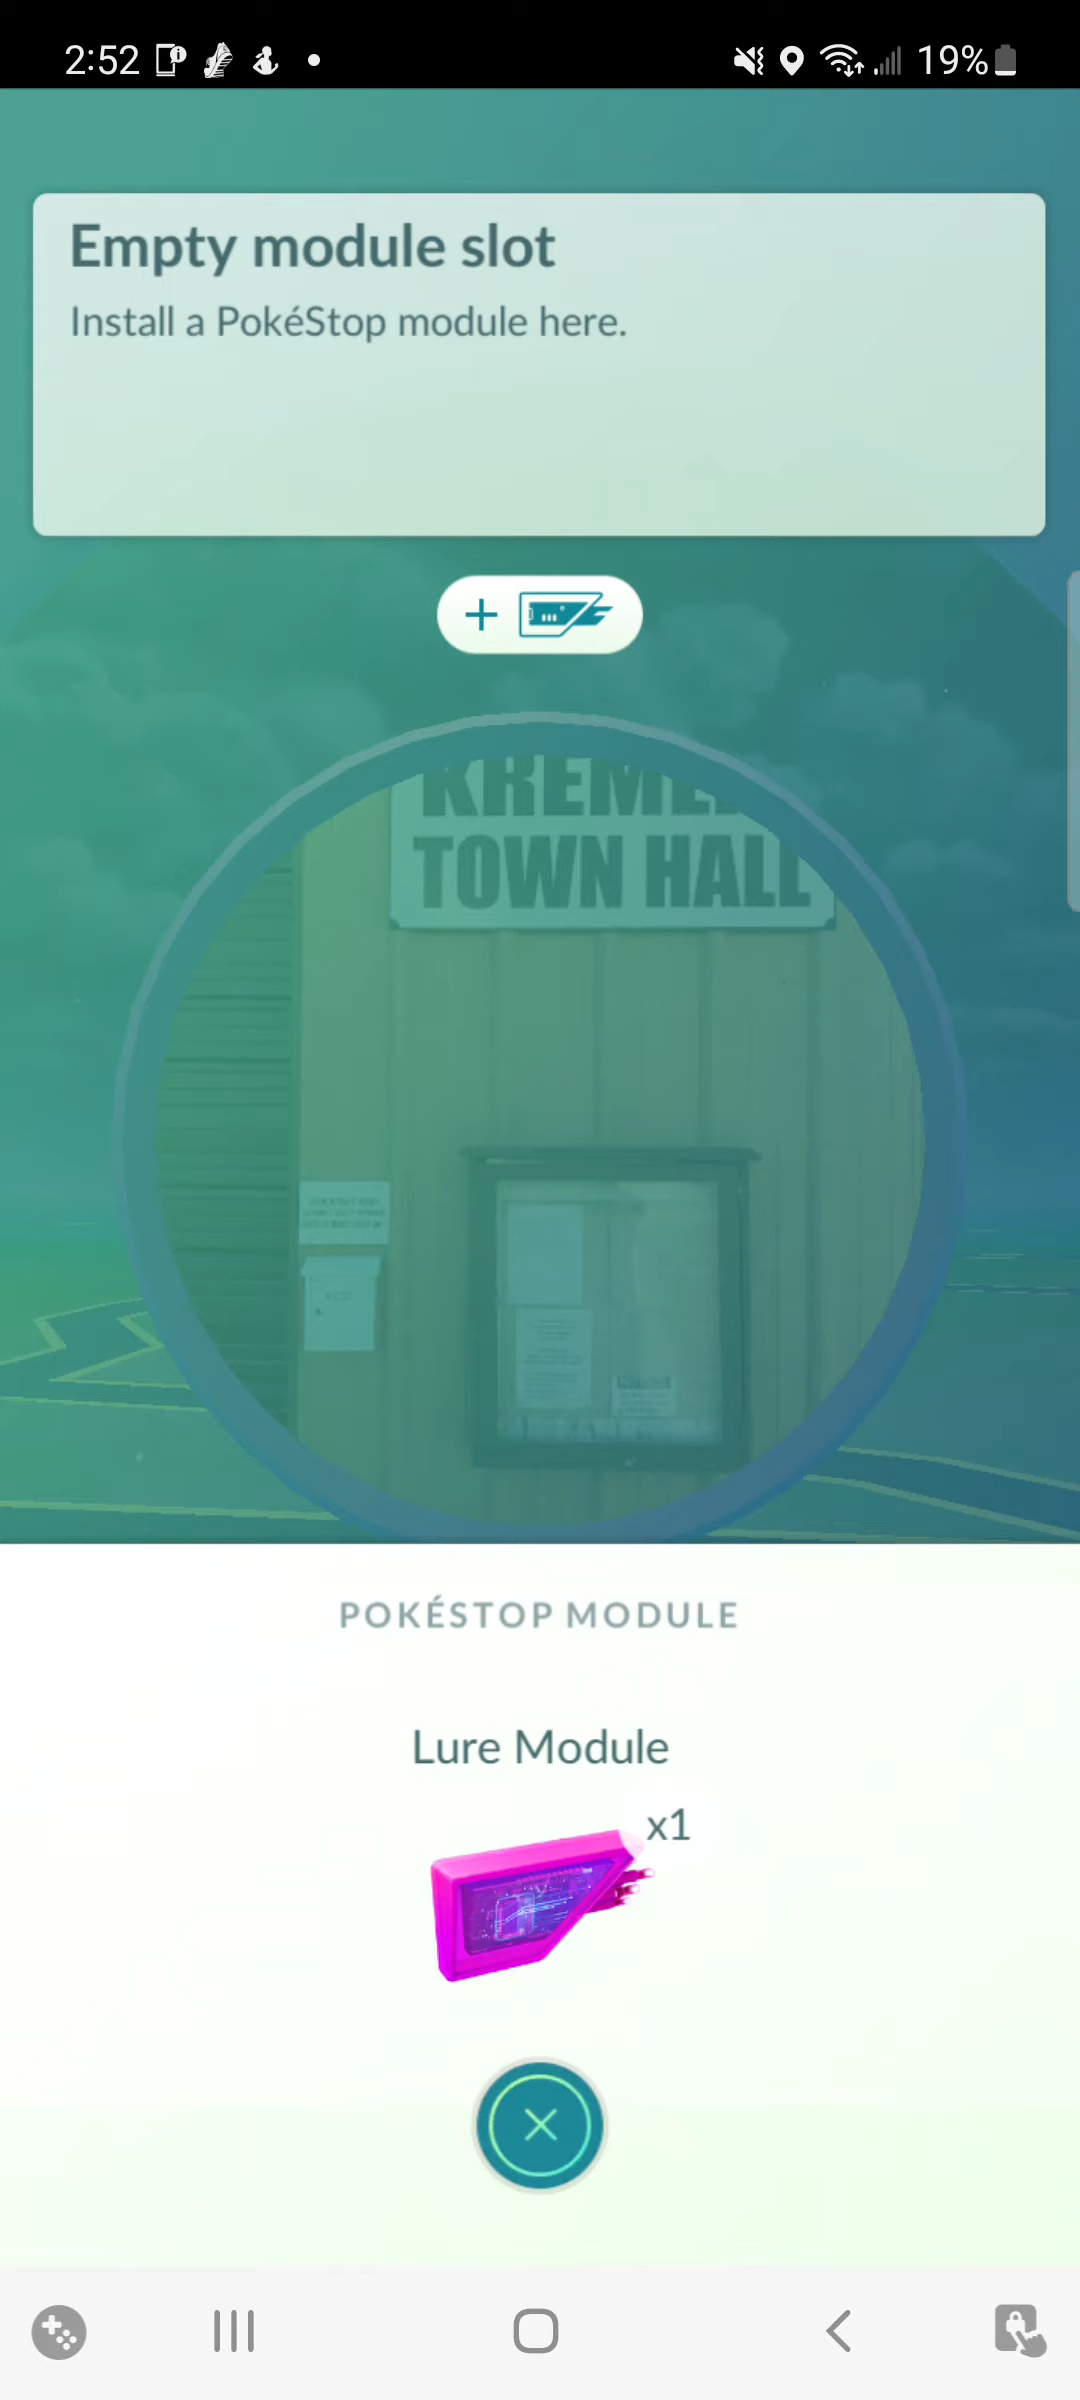 2:52
19%
Empty module slot
Install a PokéStop module here.
TOWN HALL
POKÉSTOP MODULE
Lure Module
x1